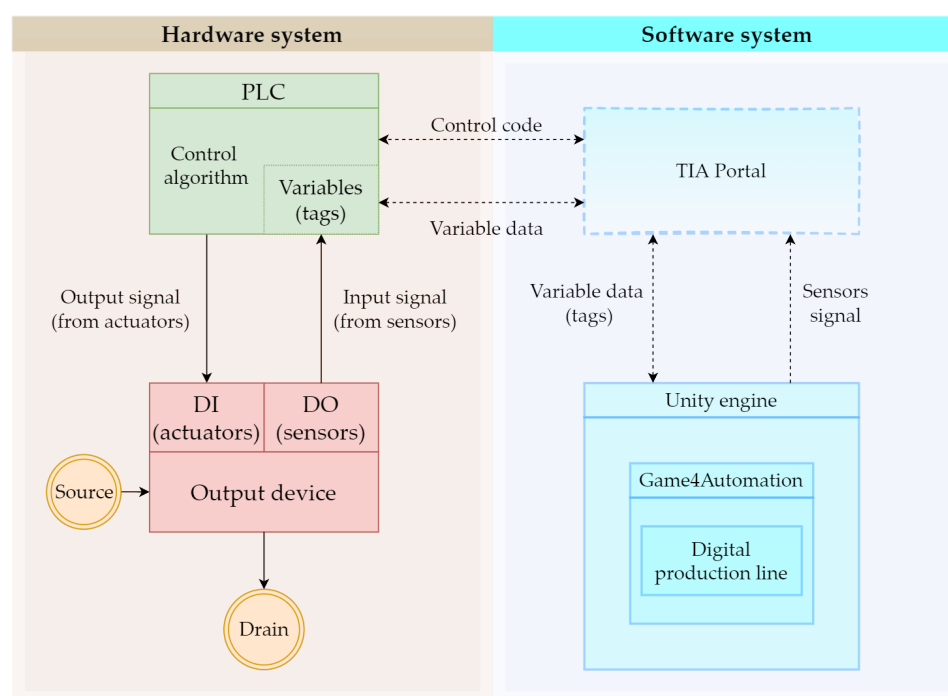 Hardware system
Software system
PLC
Control
algorithm
Variables
(tags)
Control code
Variable data
TIA Portal
Output signal
(from actuators)
Input signal
(from sensors)
Variable data
(tags)
Sensors
signal
DI
(actuators)
DO
(sensors)
Source
Output device
Drain
Unity engine
Game4Automation
Digital
production line